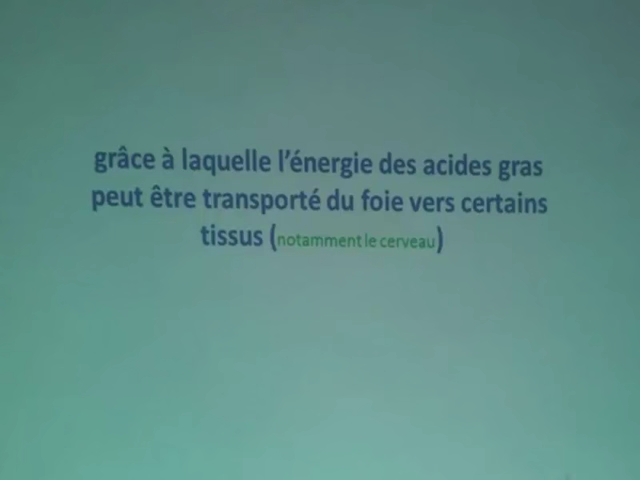 grâce à laquelle l'énergie des acides gras
peut être transporté du foie vers certains
tissus (notamment le cerveau)